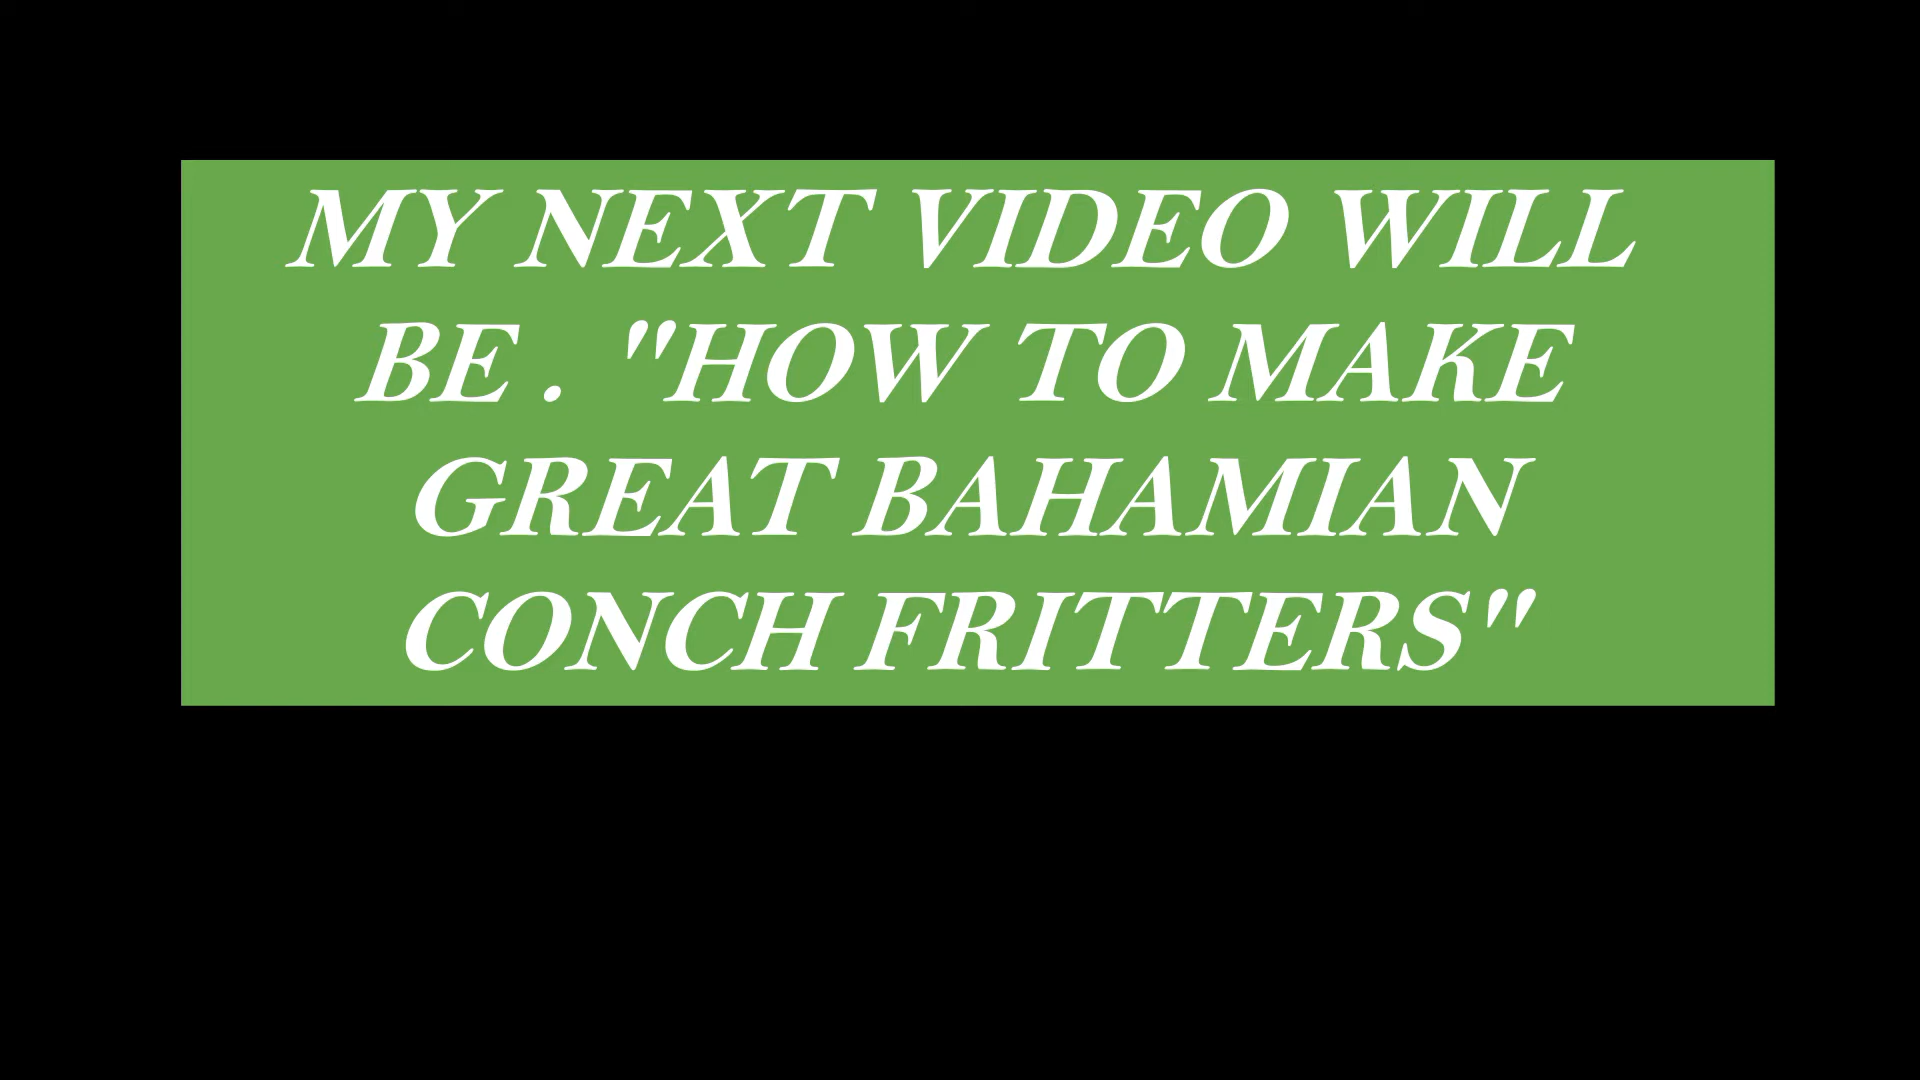 MY NEXT VIDEO WILL
BE . "HOW TO MAKE
GREAT BAHAMIAN
CONCH FRITTERS"